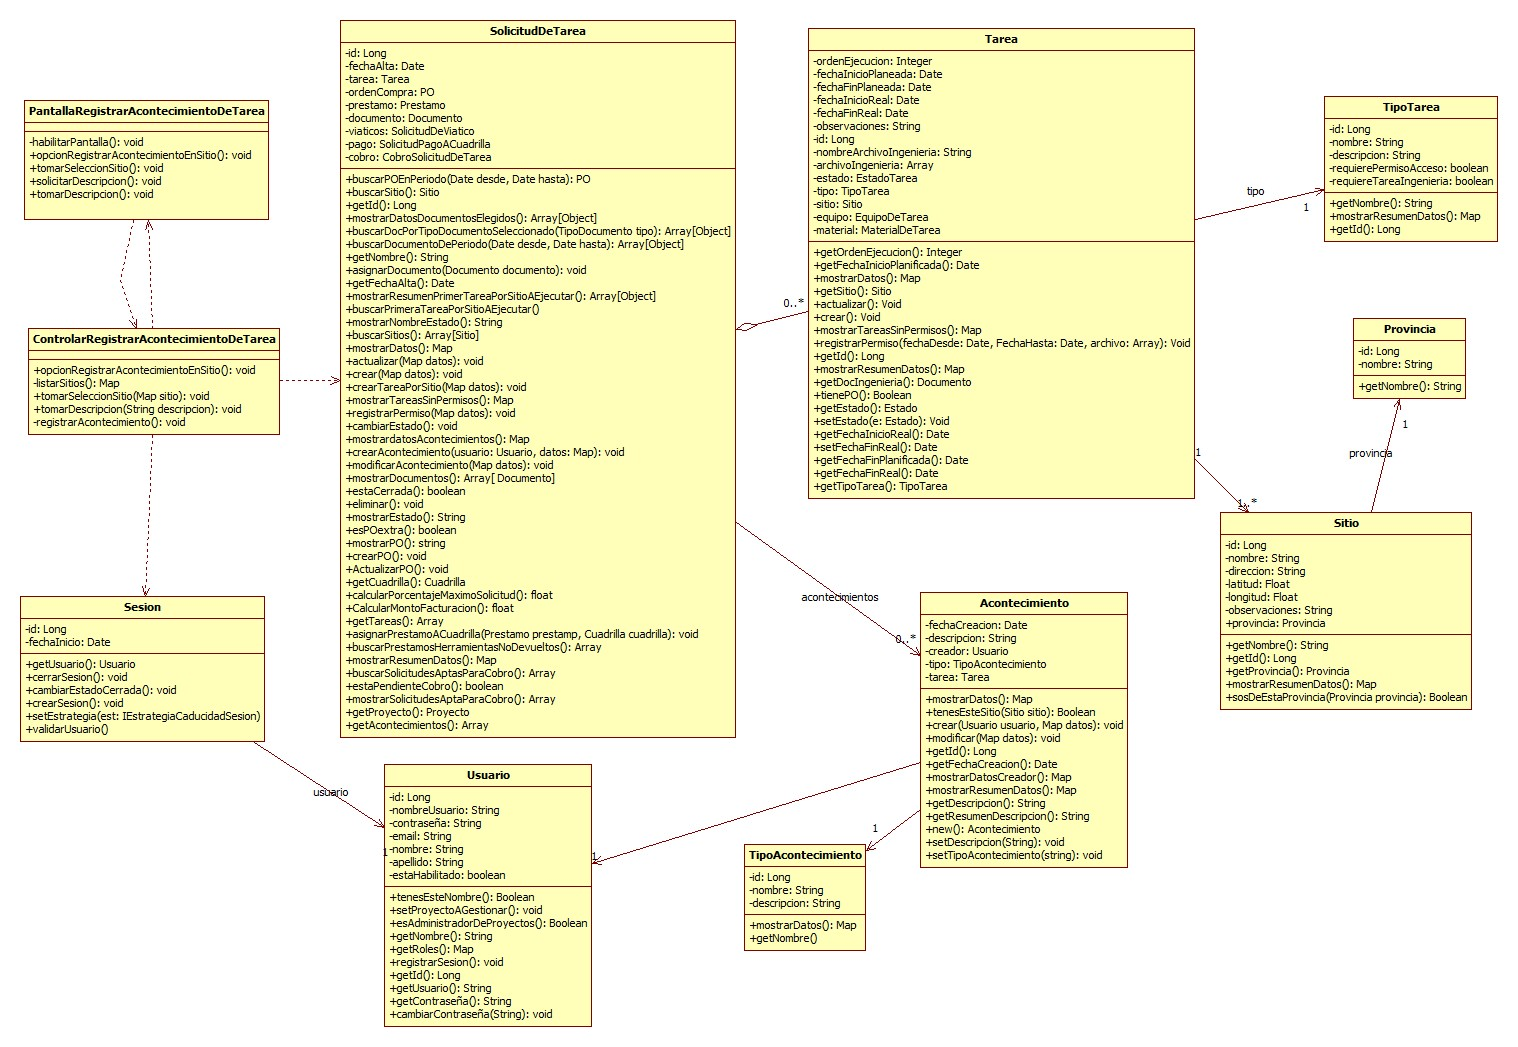 PantallaRegistrarAcontecimientoDeTarea
-habilitarPantalla(): void
+opcionRegistrarAcontecimientoEnSitio(): void
+tomarSeleccionSitio(): void
+solicitarDescripcion(): void
+tomarDescripcion(): void
ControlarRegistrarAcontecimientoDeTarea
+opcionRegistrarAcontecimientoEnSitio(): void
-listarSitios(): Map
+tomarSeleccionSitio(Map sitio): void
+tomarDescripcion(String descripcion): void
-registrarAcontecimiento(): void
Sesion
-id: Long
-fechaInicio: Date
+getUsuario(): Usuario
+cerrarSesion(): void
+cambiarEstadoCerrada(): void
+crearSesion(): void
+setEstrategia(est: IEstrategiaCaducidadSesion)
+validarUsuario()
usuario
1
SolicitudDeTarea
-id: Long
-fechaAlta: Date
-tarea: Tarea
-ordenCompra: PO
-prestamo: Prestamo
-documento: Documento
-viaticos: SolicitudDeViatico
-pago: SolicitudPagoACuadrilla
-cobro: CobroSolicitudDeTarea
+buscarPOEnPeriodo(Date desde, Date hasta): PO
+buscarSitio(): Sitio
+getId(): Long
+mostrarDatosDocumentosElegidos(): Array[Object]
+buscarDocPorTipoDocumentoSeleccionado(TipoDocumento tipo): Array[Object]
+buscarDocumentoDePeriodo(Date desde, Date hasta): Array[Object]
+getNombre(): String
+asignarDocumento(Documento documento): void
+getFechaAlta(): Date
+mostrarResumenPrimerTareaPorSitioAEjecutar(): Array[Object]
+buscarPrimeraTareaPorSitioAEjecutar()
+mostrarNombreEstado(): String
+buscarSitios(): Array[Sitio]
+mostrarDatos(): Map
+actualizar(Map datos): void
+crear(Map datos): void
+crearTareaPorSitio(Map datos): void
+mostrarTareasSinPermisos(): Map
+registrarPermiso(Map datos): void
+cambiarEstado(): void
+mostrardatosAcontecimientos(): Map
+crearAcontecimiento(usuario: Usuario, datos: Map): void
+modificarAcontecimiento(Map datos): void
+mostrarDocumentos(): Array[ Documento]
+estaCerrada(): boolean
+eliminar(): void
+mostrarEstado(): String
+esPOextra(): boolean
+mostrarPO(): string
+crearPO(): void
+ActualizarPO(): void
+getCuadrilla(): Cuadrilla
+calcularPorcentajeMaximoSolicitud(): float
+CalcularMontoFacturacion(): float
+getTareas(): Array
+asignarPrestamoACuadrilla(Prestamo prestamp, Cuadrilla cuadrilla): void
+buscarPrestamosHerramientasNoDevueltos(): Array
+mostrarResumenDatos(): Map
+buscarSolicitudesAptasParaCobro(): Array
+estaPendienteCobro(): boolean
+mostrarSolicitudesAptaParaCobro(): Array
+getProyecto(): Proyecto
+getAcontecimientos(): Array
0..*
acontecimientos
0..*
Usuario
-id: Long
-nombreUsuario: String
-contraseña: String
-email: String
-nombre: String
-apellido: String
-estaHabilitado: boolean
+tenesEsteNombre(): Boolean
+setProyectoAGestionar(): void
+esAdministradorDeProyectos(): Boolean
+getNombre(): String
+getRoles(): Map
+registrarSesion(): void
+getId(): Long
+getUsuario(): String
+getContraseña(): String
+cambiarContraseña(String): void
1
Tarea
-ordenEjecucion: Integer
-fechaInicioPlaneada: Date
-fechaFinPlaneada: Date
-fechaInicioReal: Date
-fechaFinReal: Date
-observaciones: String
-id: Long
-nombreArchivoIngenieria: String
-archivoIngenieria: Array
-estado: EstadoTarea
-tipo: TipoTarea
-sitio: Sitio
-equipo: EquipoDeTarea
-material: MaterialDeTarea
+getOrdenEjecucion(): Integer
+getFechaInicioPlanificada(): Date
+mostrarDatos(): Map
+getSitio(): Sitio
+actualizar(): Void
+crear(): Void
+mostrarTareasSinPermisos(): Map
+registrarPermiso(fechaDesde: Date, FechaHasta: Date, archivo: Array): Void
+getId(): Long
+mostrarResumenDatos(): Map
+getDocIngenieria(): Documento
+tienePO(): Boolean
+getEstado(): Estado
+setEstado(e: Estado): Void
+getFechaInicioReal(): Date
+setFechaFinReal(): Date
+getFechaFinPlanificada(): Date
+getFechaFinReal(): Date
+getTipoTarea(): TipoTarea
tipo
1
TipoTarea
-id: Long
-nombre: String
-descripcion: String
-requierePermisoAcceso: boolean
-requiereTareaIngenieria: boolean
+getNombre(): String
+mostrarResumenDatos(): Map
+getId(): Long
Provincia
-id: Long
-nombre: String
+getNombre(): String
1
provincia
1
1..*
Sitio
-id: Long
-nombre: String
-direccion: String
-latitud: Float
-longitud: Float
-observaciones: String
+provincia: Provincia
+getNombre(): String
+getId(): Long
+getProvincia(): Provincia
+mostrarResumenDatos(): Map
+sosDeEstaProvincia(Provincia provincia): Boolean
Acontecimiento
-fechaCreacion: Date
-descripcion: String
-creador: Usuario
-tipo: TipoAcontecimiento
-tarea: Tarea
+mostrarDatos(): Map
+tenesEsteSitio(Sitio sitio): Boolean
+crear(Usuario usuario, Map datos): void
+modificar(Map datos): void
+getId(): Long
+getFechaCreacion(): Date
+mostrarDatosCreador(): Map
+mostrarResumenDatos(): Map
+getDescripcion(): String
+getResumenDescripcion(): String
+new(): Acontecimiento
+setDescripcion(String): void
+setTipoAcontecimiento(string): void
1
TipoAcontecimiento
-id: Long
-nombre: String
-descripcion: String
+mostrarDatos(): Map
+getNombre()